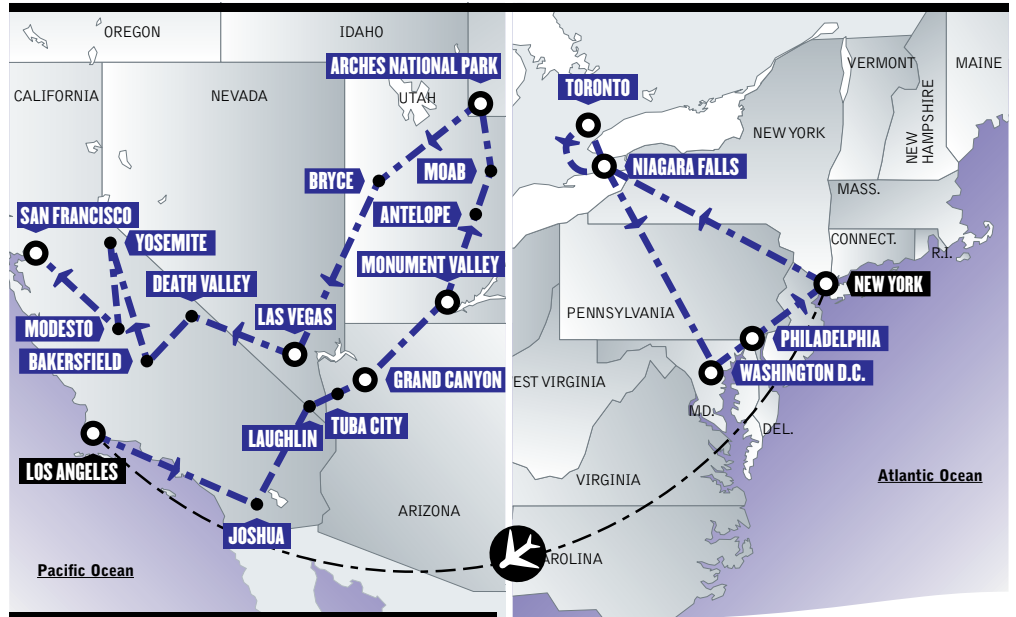 OREGON
IDAHO
ARCHES NATIONAL PARK
CALIFORNIA
NEVADA
UTAH
BRYCE
MOAB
ANTELOPE
SAN FRANCISCO
YOSEMITE
MONUMENT VALLEY
DEATH VALLEY
LAS VEGAS
MODESTO
BAKERSFIELD
GRAND CANYON
TUBA CITY
LAUGHLIN
LOS ANGELES
ARIZONA
JOSHUA
Pacific Ocean
VERMONT
MAINE
TORONTO
NEW YORK
NEW
HAMPSHIRE
NIAGARA FALLS
MASS.
CONNECT.
R.I.
NEW YORK
PENNSYLVANIA
PHILADELPHIA
WASHINGTON D.C.
EST VIRGINIA
MD.
DEL.
VIRGINIA
Atlantic Ocean
AROLINA